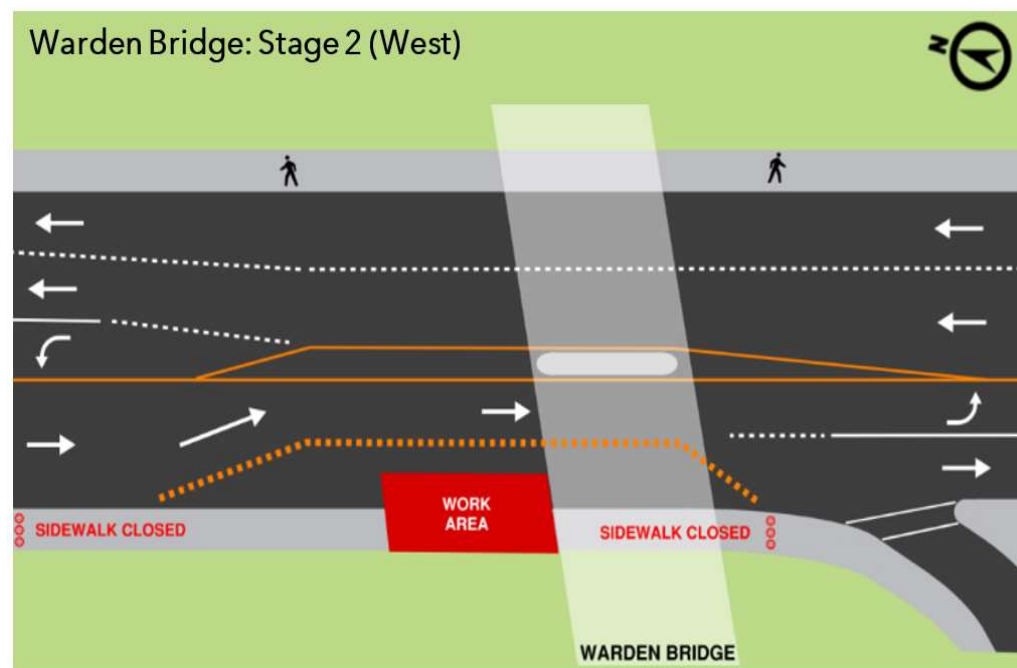 Warden Bridge: Stage 2 (West)
N
WORK
AREA
SIDEWALK CLOSED
SIDEWALK CLOSED
WARDEN BRIDGE